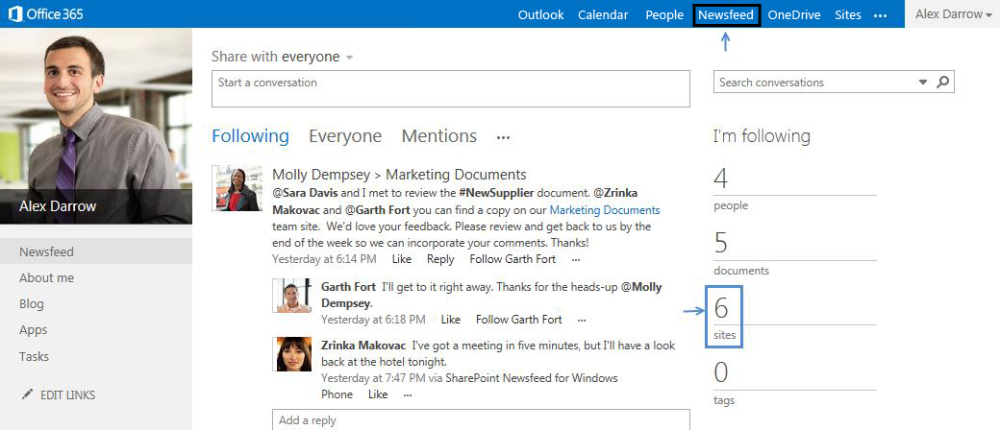 Office 365
Outlook Calendar People Newsfeed OneDrive Sites ••• Alex Darrow
Alex Darrow
Newsfeed
About me
Blog
Apps
Tasks
EDIT LINKS
Share with everyone
Start a conversation
Following Everyone Mentions •••
Molly Dempsey > Marketing Documents
@Sara Davis and I met to review the #NewSupplier document. @Zrinka
Makovac and @Garth Fort you can find a copy on our Marketing Documents
team site. We'd love your feedback. Please review and get back to us by the
end of the week so we can incorporate your comments. Thanks!
Yesterday at 6:14 PM Like Reply Follow Garth Fort •••
Garth Fort I'll get to it right away. Thanks for the heads-up @Molly
Dempsey.
Yesterday at 6:18 PM Like Follow Garth Fort •••
Zrinka Makovac I've got a meeting in five minutes, but I'll have a look
back at the hotel tonight.
Yesterday at 7:47 PM via SharePoint Newsfeed for Windows
Phone Like •••
Add a reply
Search conversations
I'm following
4
people
5
documents
6
sites
0
tags